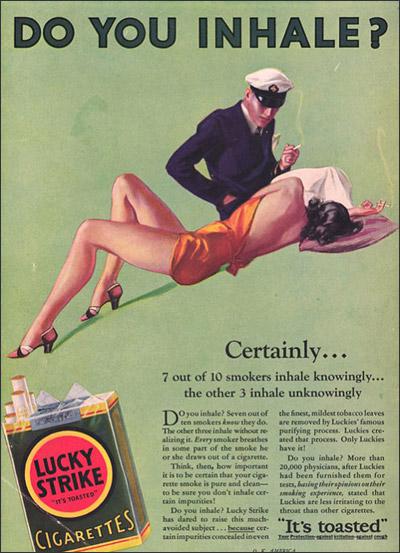 DO YOU INHALE?
Certainly...
7 out of 10 smokers inhale knowingly...
the other 3 inhale unknowingly
DO you inhale? Seven out of
ten smokers know they do.
The other three inhale without re-
alizing it. Every smoker breathes
in some part of the smoke he
or she draws out of a cigarette.
Think, then, how important
it is to be certain that your ciga-
rette smoke is pure and clean—
to be sure you don't inhale cer-
tain impurities!
Do you inhale? Lucky Strike
has dared to raise this much-
avoided subject . . . because cer-
tain impurities concealed in even
the finest, mildest tobacco leaves
are removed by Luckies' famous
purifying process. Luckies cre-
ated that process. Only Luckies
have it!
Do you inhale? More than
20,000 physicians, after Luckies
had been furnished them for
tests, basing their opinions on their
smoking experience, stated that
Luckies are less irritating to the
throat than other cigarettes.
"It's toasted"
Your Protection-against irritation-against cough
LUCKY
STRIKE
"IT'S TOASTED"
CIGARETTES